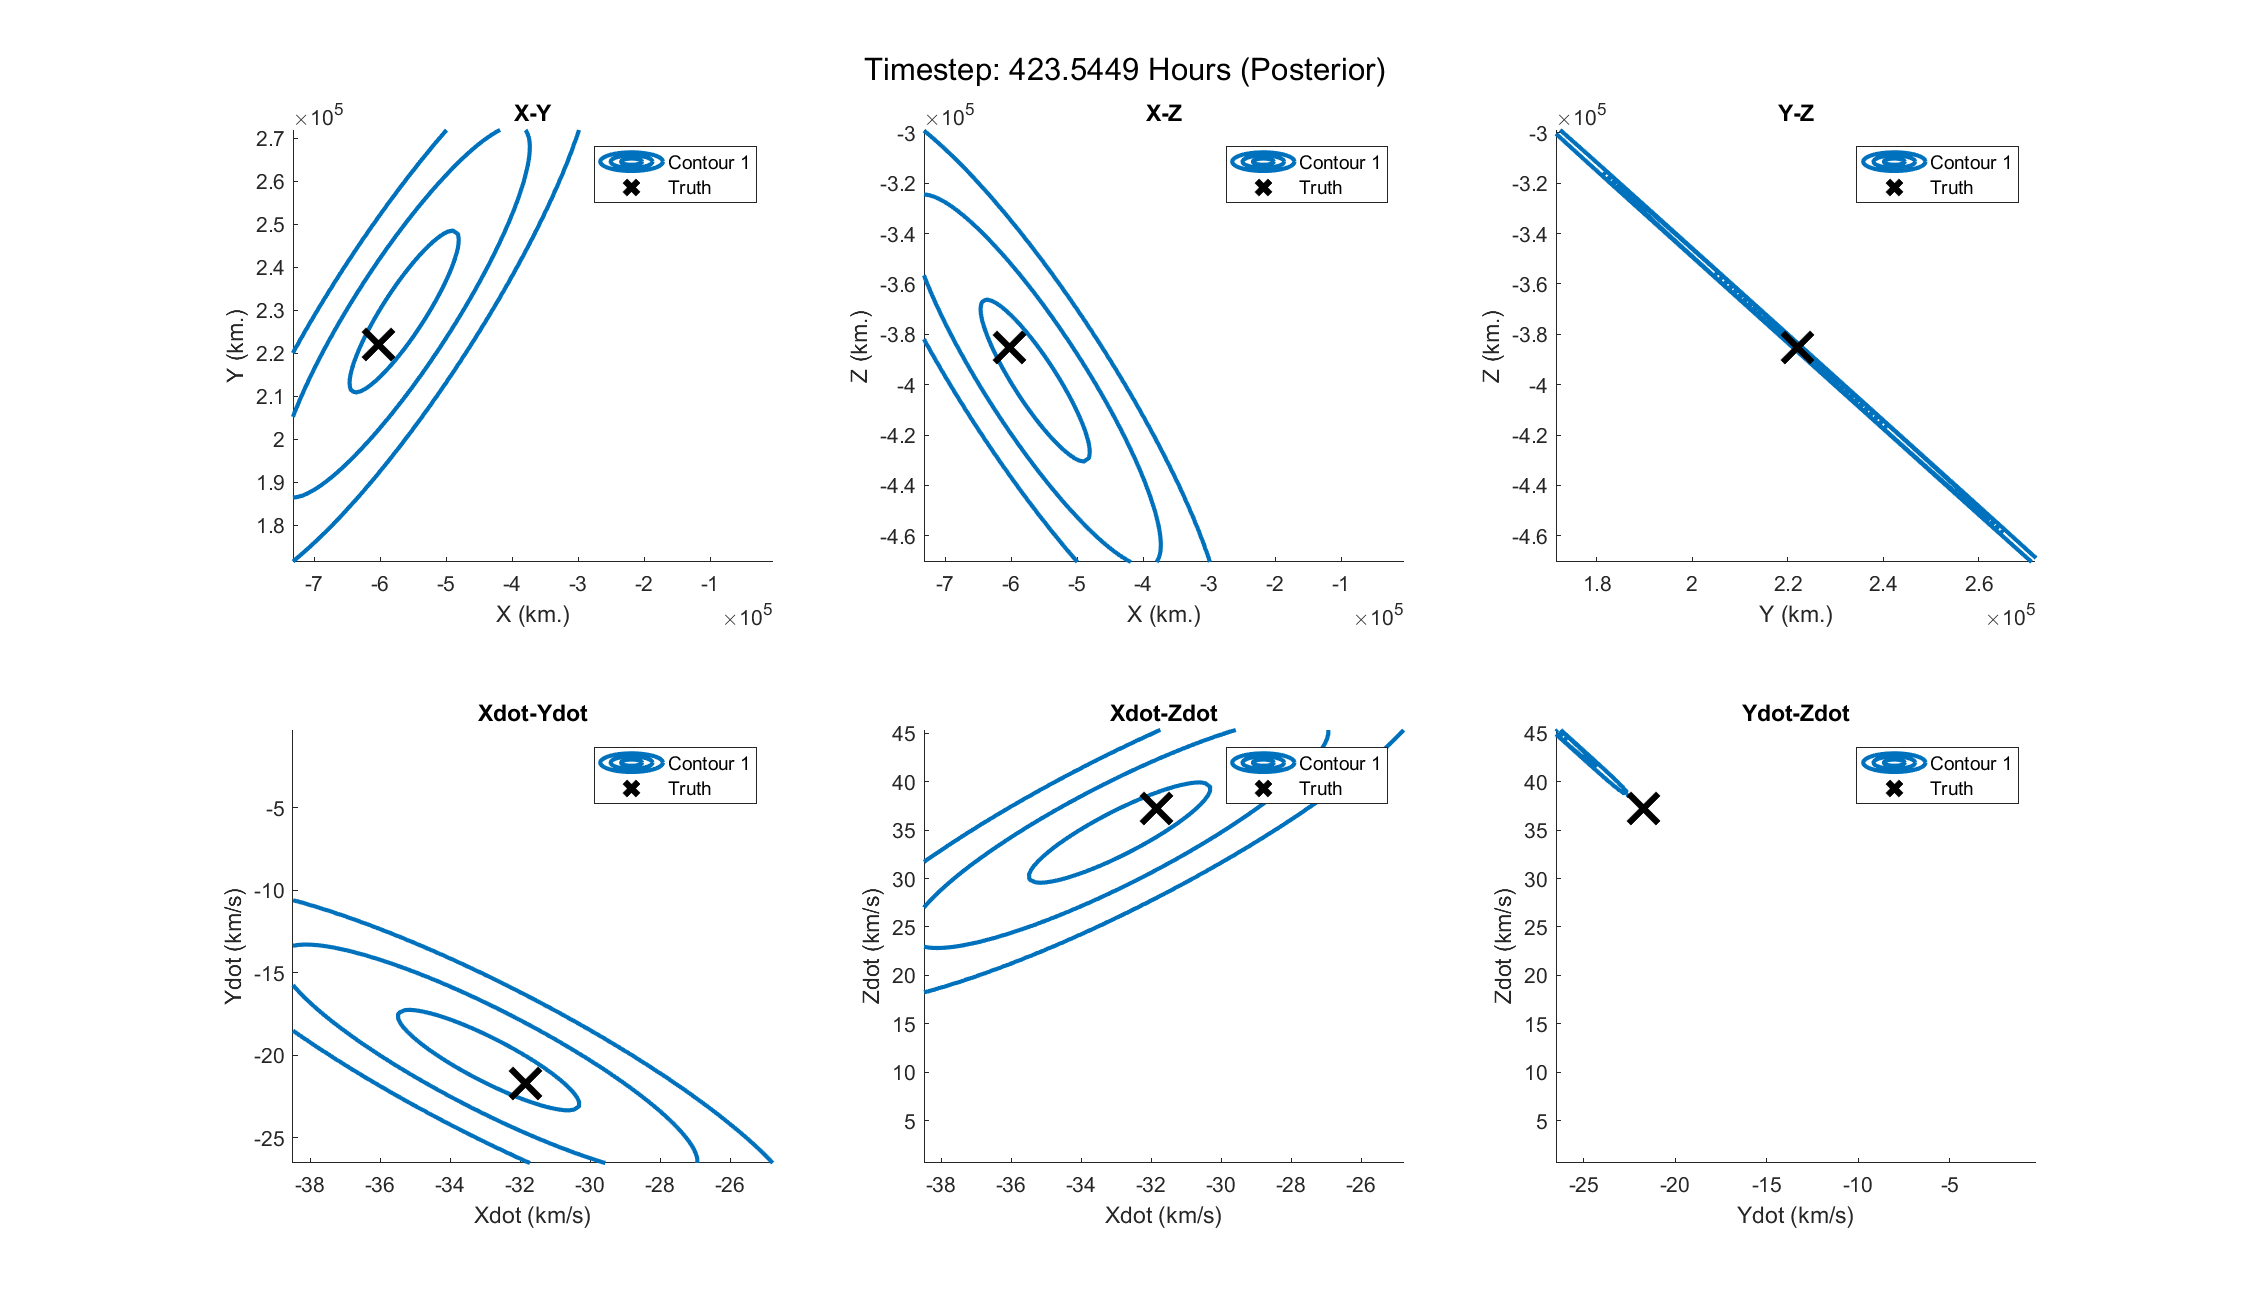 Timestep: 423.5449 Hours (Posterior)
X-Y
×10^5
2.7
2.6
2.5
2.4
2.3
2.2
2.1
2
1.9
1.8
Y (km.)
-7 -6 -5 -4 -3 -2 -1
X (km.)
×10^5
Contour 1
Truth
X-Z
×10^5
-3
-3.2
-3.4
-3.6
-3.8
-4
-4.2
-4.4
-4.6
Z (km.)
-7 -6 -5 -4 -3 -2 -1
X (km.)
×10^5
Contour 1
Truth
Y-Z
×10^5
-3
-3.2
-3.4
-3.6
-3.8
-4
-4.2
-4.4
-4.6
Z (km.)
1.8 2 2.2 2.4 2.6
Y (km.)
×10^5
Contour 1
Truth
Xdot-Ydot
-5
-10
-15
-20
-25
Ydot (km/s)
-38 -36 -34 -32 -30 -28 -26
Xdot (km/s)
Contour 1
Truth
Xdot-Zdot
45
40
35
30
25
20
15
10
5
Zdot (km/s)
-38 -36 -34 -32 -30 -28 -26
Xdot (km/s)
Contour 1
Truth
Ydot-Zdot
45
40
35
30
25
20
15
10
5
Zdot (km/s)
-25 -20 -15 -10 -5
Ydot (km/s)
Contour 1
Truth